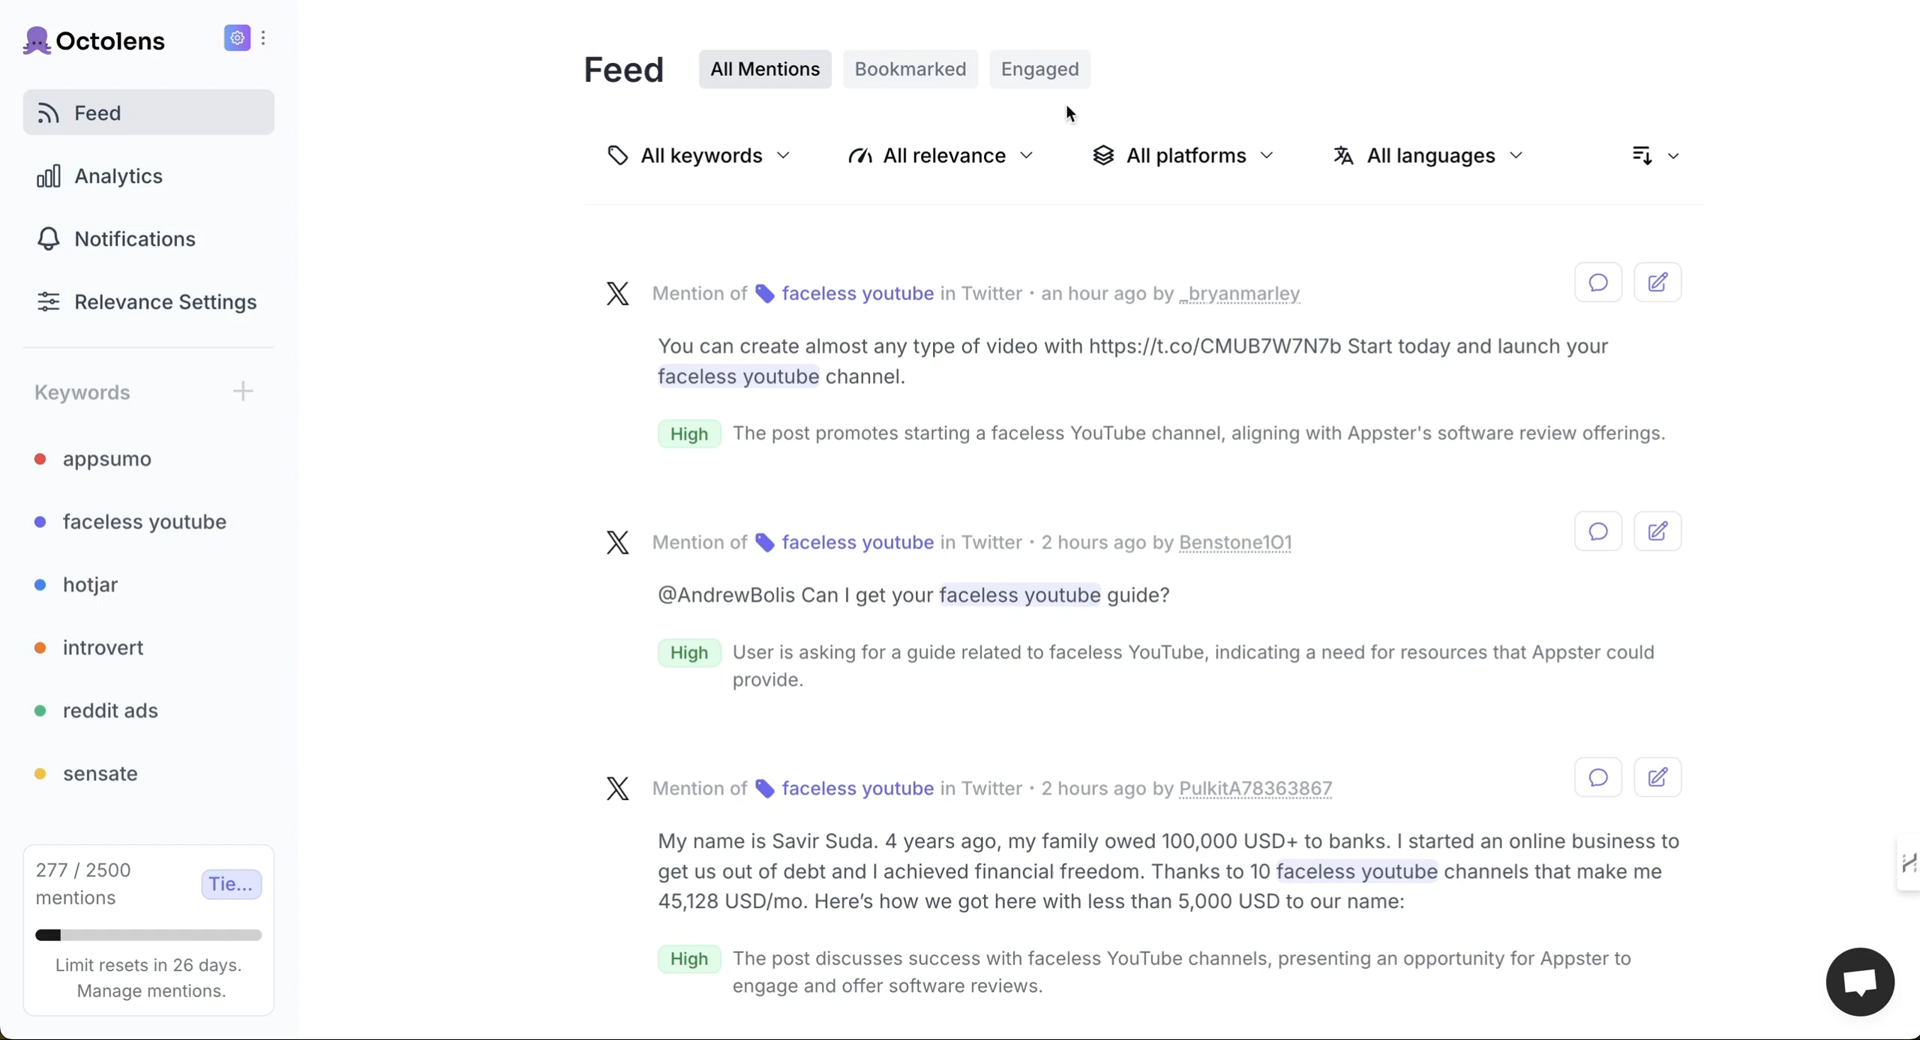 Octolens
Feed
Analytics
Notifications
Relevance Settings
Keywords
appsumo
faceless youtube
hotjar
introvert
reddit ads
sensate
277 / 2500
mentions
Tie...
Limit resets in 26 days.
Manage mentions.
Feed
All Mentions
Bookmarked
Engaged
All keywords
All relevance
All platforms
All languages
Mention of faceless youtube in Twitter · an hour ago by _bryanmarley
You can create almost any type of video with https://t.co/CMUB7W7N7b Start today and launch your
faceless youtube channel.
High The post promotes starting a faceless YouTube channel, aligning with Appster's software review offerings.
Mention of faceless youtube in Twitter · 2 hours ago by Benstone1O1
@AndrewBolis Can I get your faceless youtube guide?
High User is asking for a guide related to faceless YouTube, indicating a need for resources that Appster could
provide.
Mention of faceless youtube in Twitter · 2 hours ago by PulkitA78363867
My name is Savir Suda. 4 years ago, my family owed 100,000 USD+ to banks. I started an online business to
get us out of debt and I achieved financial freedom. Thanks to 10 faceless youtube channels that make me
45,128 USD/mo. Here’s how we got here with less than 5,000 USD to our name:
High The post discusses success with faceless YouTube channels, presenting an opportunity for Appster to
engage and offer software reviews.